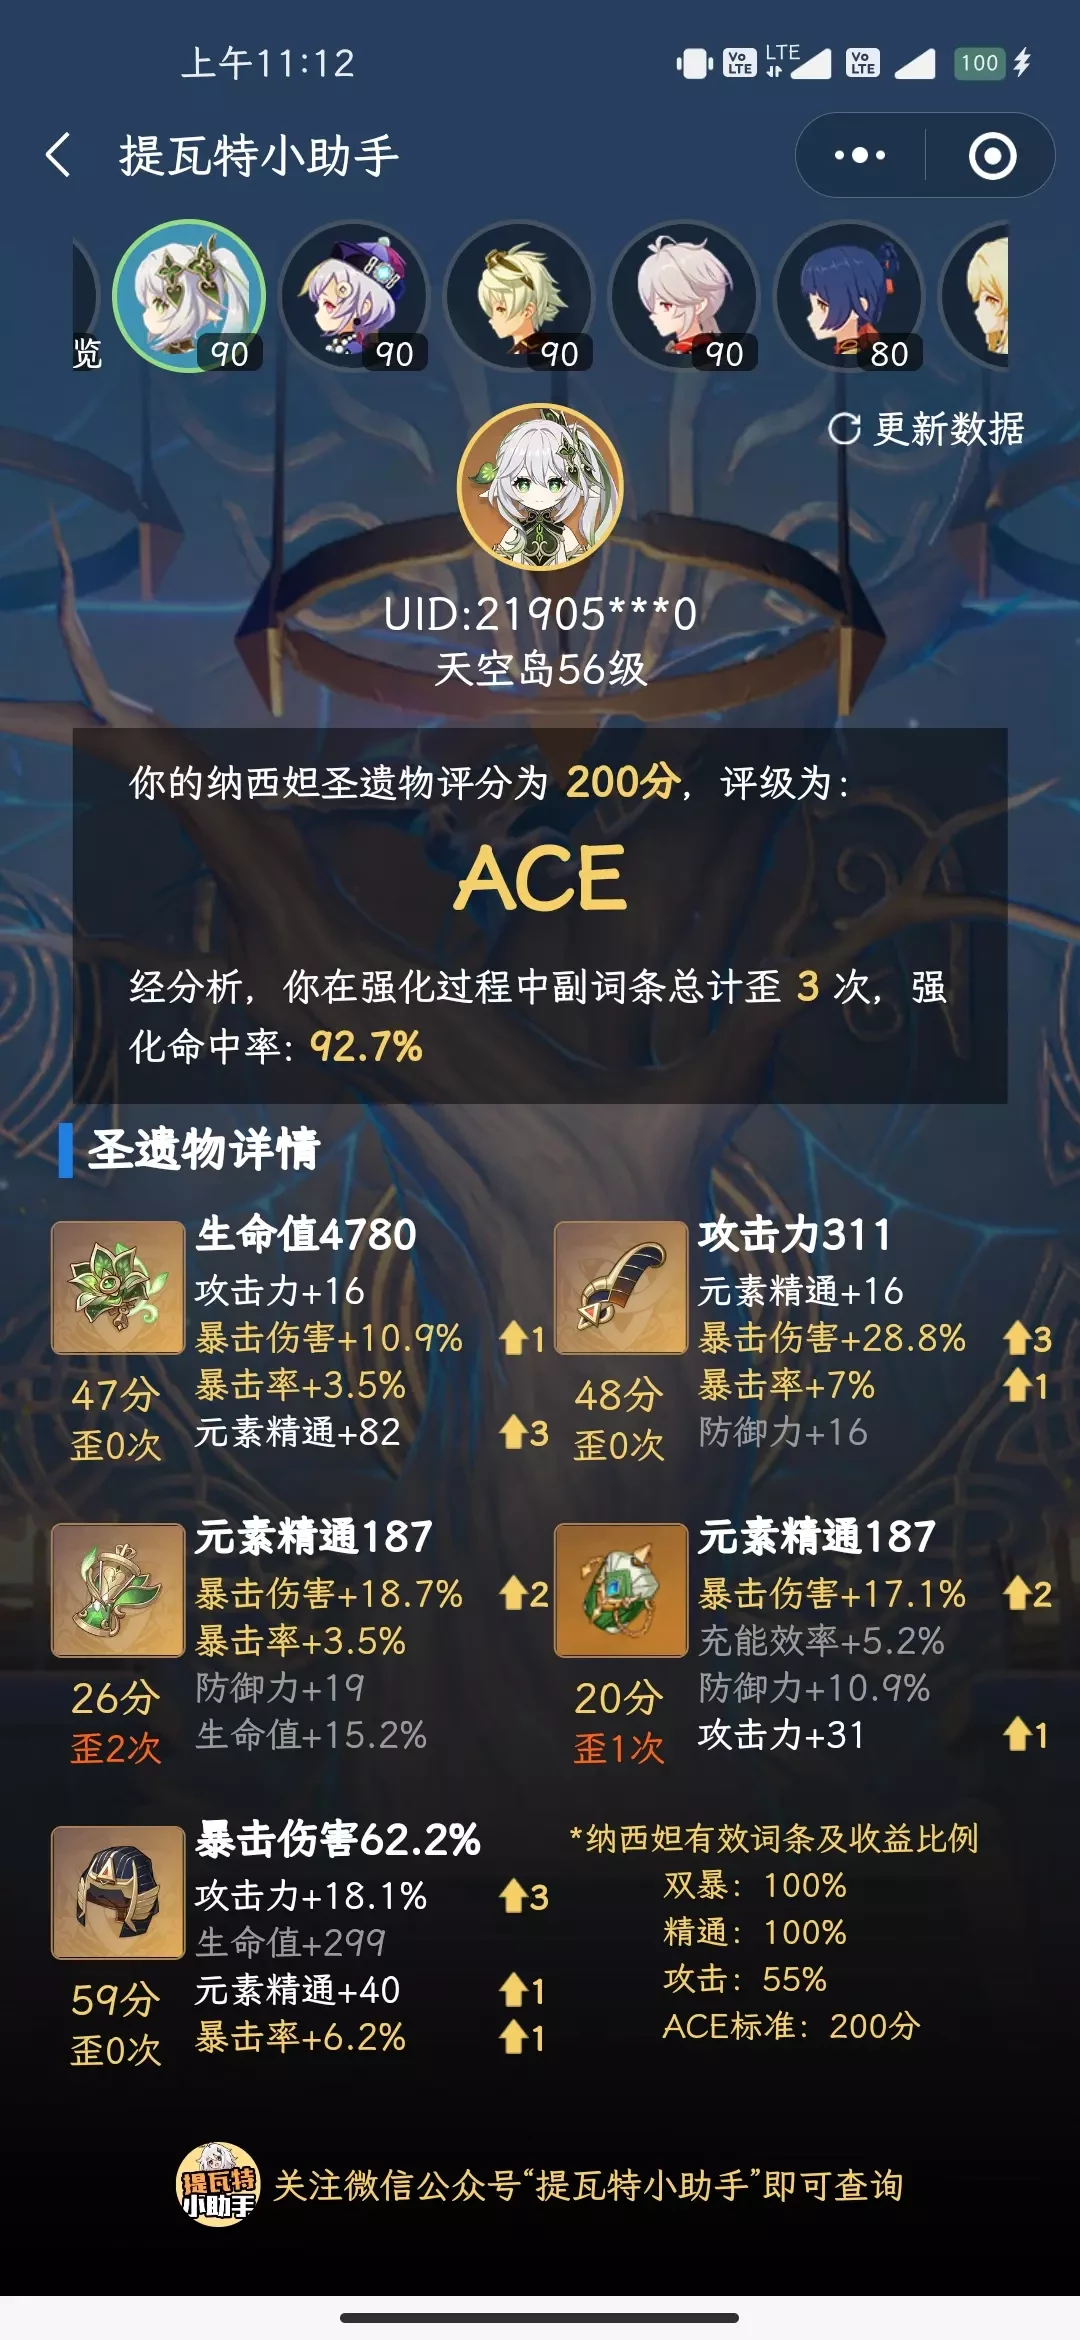 上午11:12
Vo LTE
LTE
Vo LTE
100
提瓦特小助手
览
90
90
90
90
80
更新数据
UID:21905***0
天空岛56级
你的纳西妲圣遗物评分为 200分，评级为：
ACE
经分析，你在强化过程中副词条总计歪 3 次，强
化命中率: 92.7%
圣遗物详情
生命值4780
攻击力+16
暴击伤害+10.9% 1
暴击率+3.5%
元素精通+82 3
47分
歪0次
攻击力311
元素精通+16
暴击伤害+28.8% 3
暴击率+7% 1
防御力+16
48分
歪0次
元素精通187
暴击伤害+18.7% 2
暴击率+3.5%
防御力+19
生命值+15.2%
26分
歪2次
元素精通187
暴击伤害+17.1% 2
充能效率+5.2%
防御力+10.9%
攻击力+31 1
20分
歪1次
暴击伤害62.2%
攻击力+18.1% 3
生命值+299
元素精通+40 1
暴击率+6.2% 1
59分
歪0次
*纳西妲有效词条及收益比例
双暴：100%
精通：100%
攻击：55%
ACE标准：200分
提瓦特
小助手
关注微信公众号“提瓦特小助手”即可查询